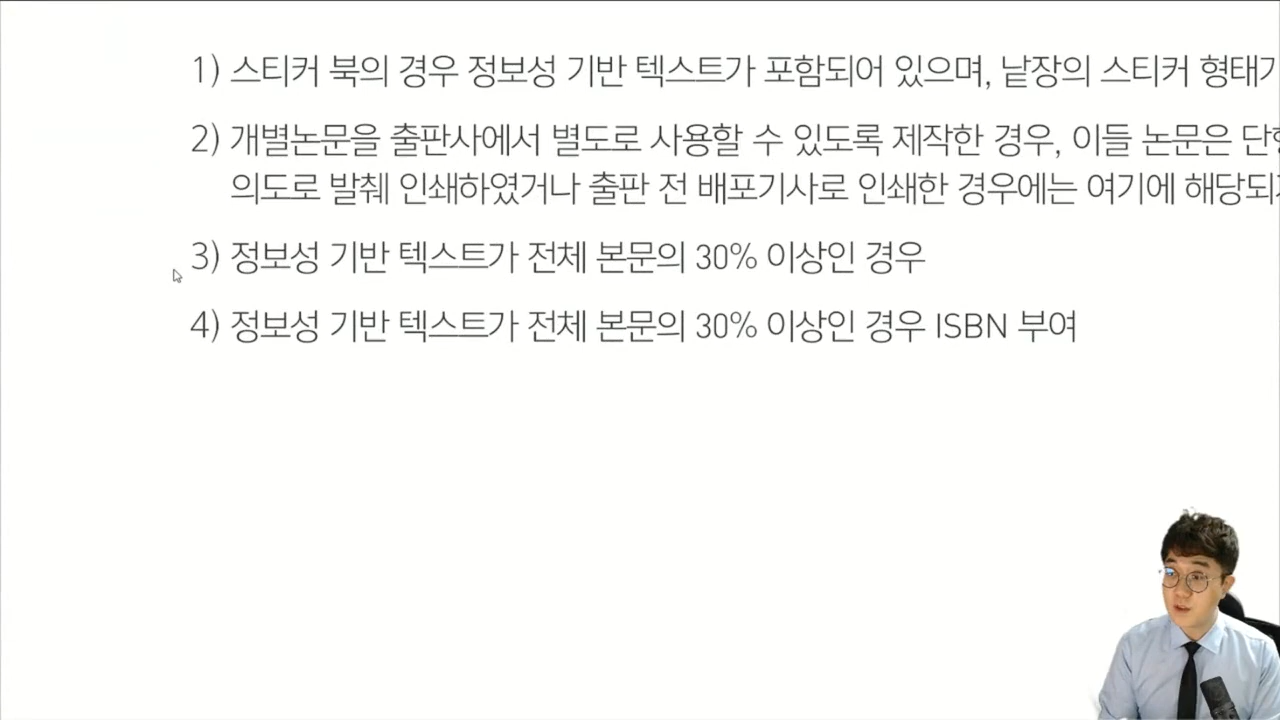 1) 스티커 북의 경우 정보성 기반 텍스트가 포함되어 있으며, 낱장의 스티커
2) 개별논문을 출판사에서 별도로 사용할 수 있도록 제작한 경우, 이들 논문은
의도로 발췌 인쇄하였거나 출판 전 배포기사로 인쇄한 경우에는 여기에
3) 정보성 기반 텍스트가 전체 본문의 30% 이상인 경우
4) 정보성 기반 텍스트가 전체 본문의 30% 이상인 경우 ISBN 부여